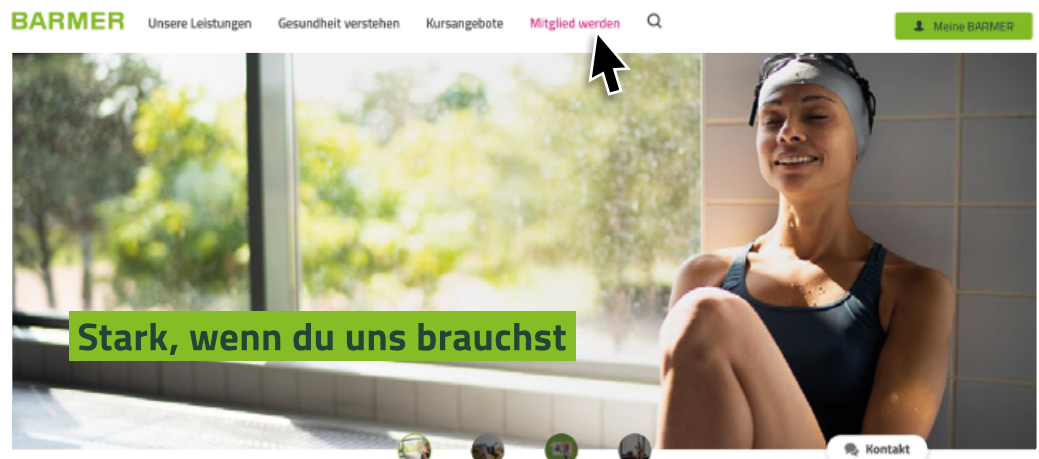 BARMER Unsere Leistungen Gesundheit verstehen Kursangebote Mitglied werden Meine BARMER
Stark, wenn du uns brauchst
Kontakt